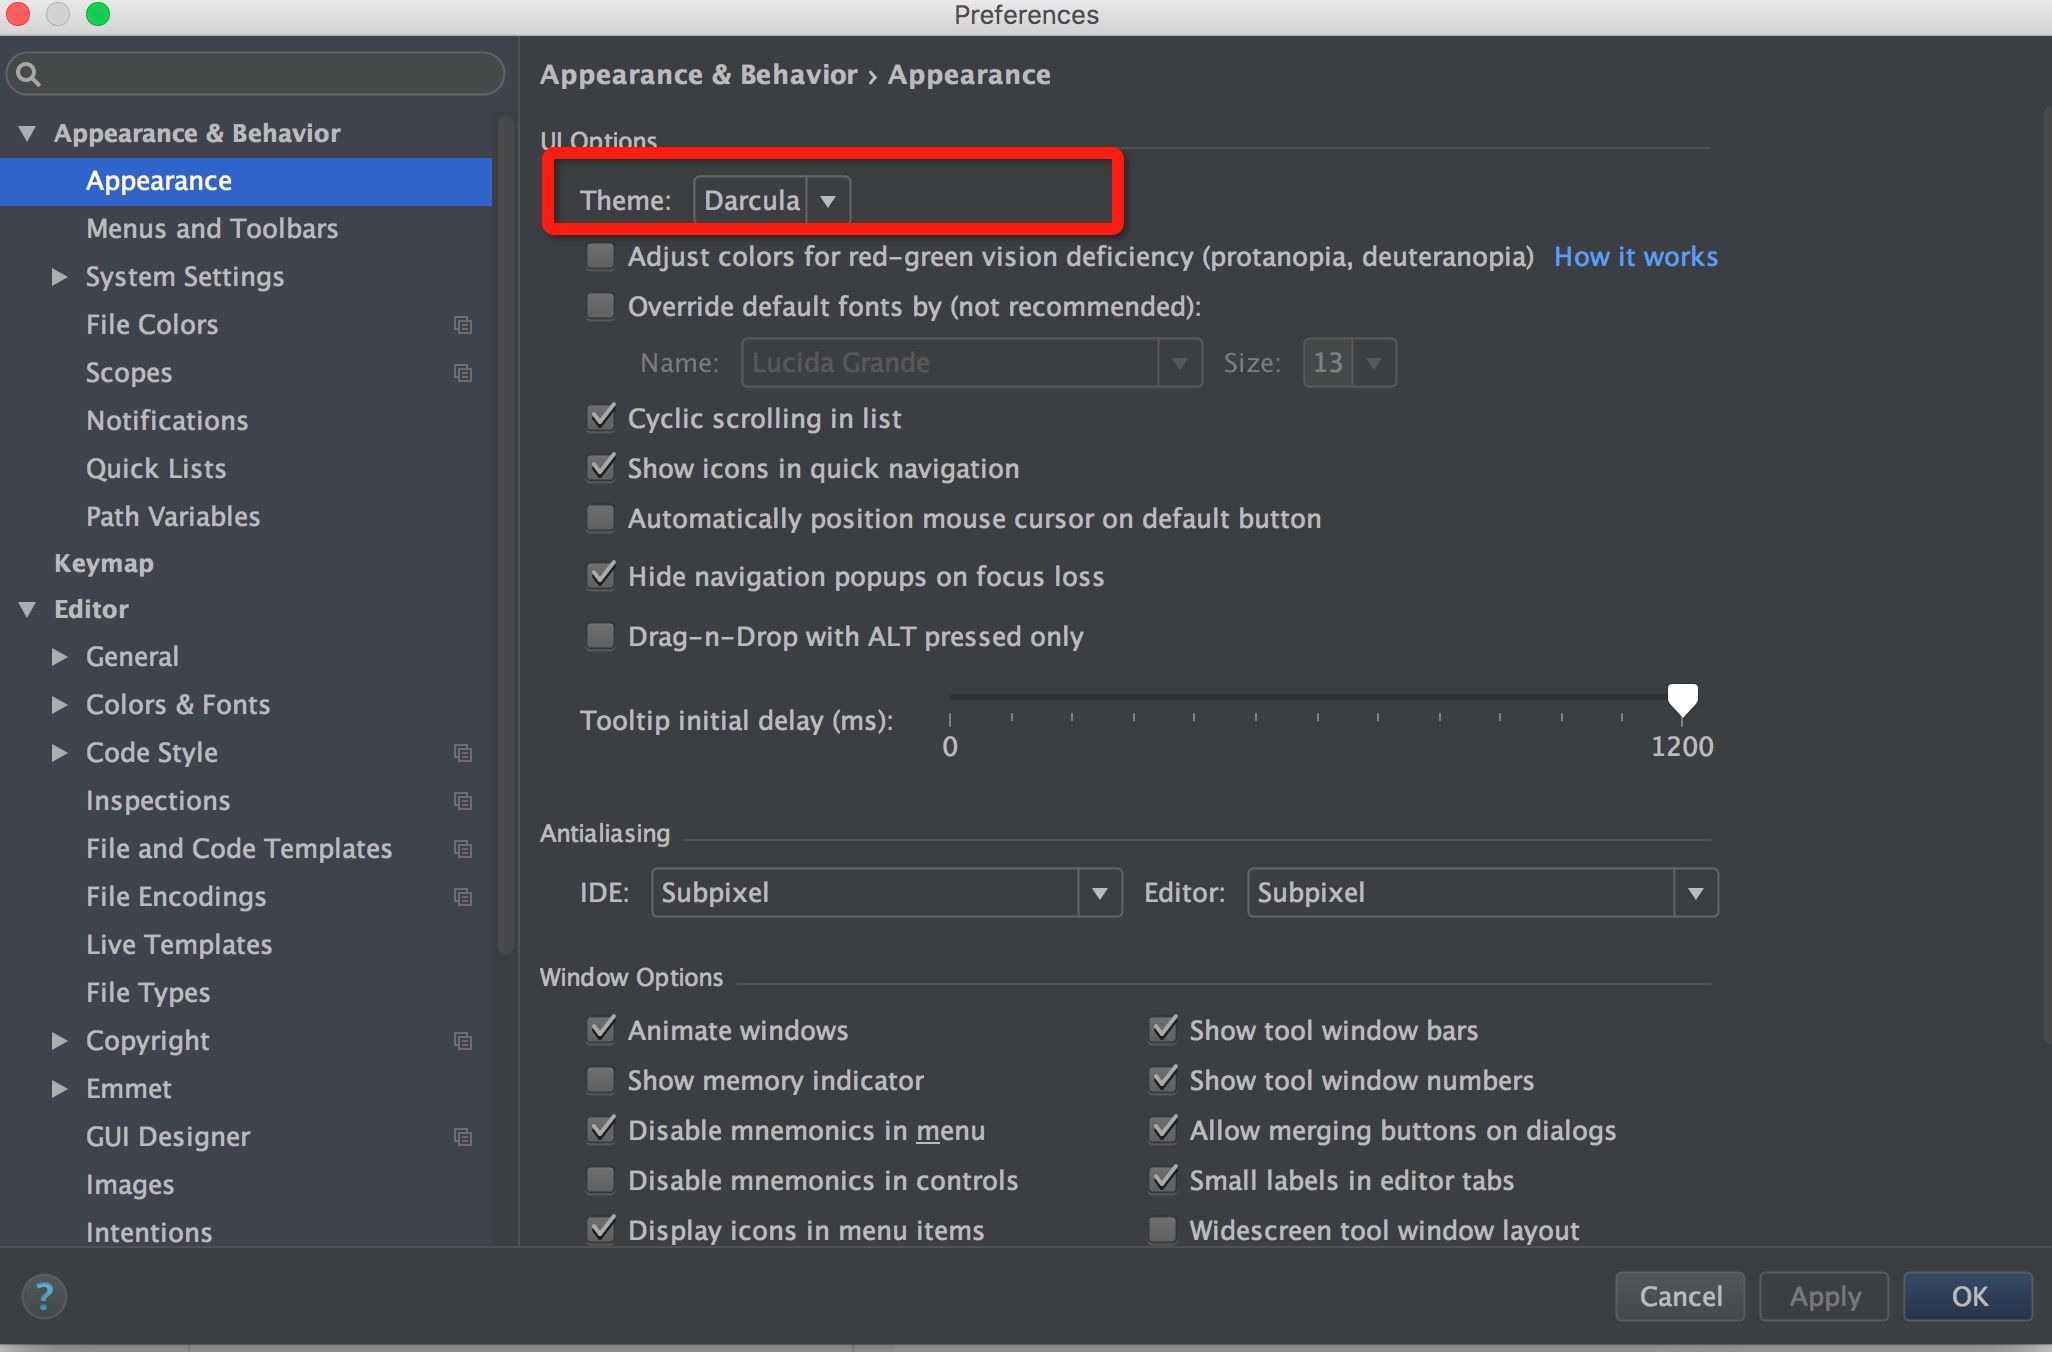 Preferences
Appearance & Behavior
Appearance
Menus and Toolbars
System Settings
File Colors
Scopes
Notifications
Quick Lists
Path Variables
Keymap
Editor
General
Colors & Fonts
Code Style
Inspections
File and Code Templates
File Encodings
Live Templates
File Types
Copyright
Emmet
GUI Designer
Images
Intentions
Appearance & Behavior › Appearance
UI Options
Theme: Darcula
Adjust colors for red-green vision deficiency (protanopia, deuteranopia) How it works
Override default fonts by (not recommended):
Name: Lucida Grande Size: 13
Cyclic scrolling in list
Show icons in quick navigation
Automatically position mouse cursor on default button
Hide navigation popups on focus loss
Drag-n-Drop with ALT pressed only
Tooltip initial delay (ms):
0 1200
Antialiasing
IDE: Subpixel Editor: Subpixel
Window Options
Animate windows Show tool window bars
Show memory indicator Show tool window numbers
Disable mnemonics in menu Allow merging buttons on dialogs
Disable mnemonics in controls Small labels in editor tabs
Display icons in menu items Widescreen tool window layout
? Cancel Apply OK